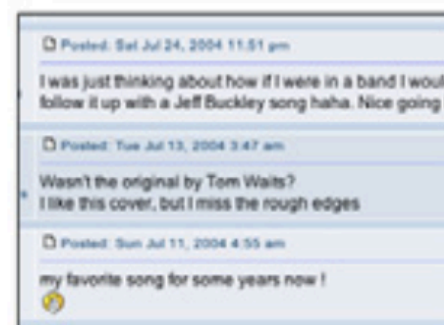 Posted: Sat Jul 24, 2004 11:51 pm
I was just thinking about how if I were in a band I woul
follow it up with a Jeff Buckley song haha. Nice going
Posted: Tue Jul 13, 2004 3:47 am
Wasn't the original by Tom Waits?
I like this cover, but I miss the rough edges
Posted: Sun Jul 11, 2004 4:55 am
my favorite song for some years now !